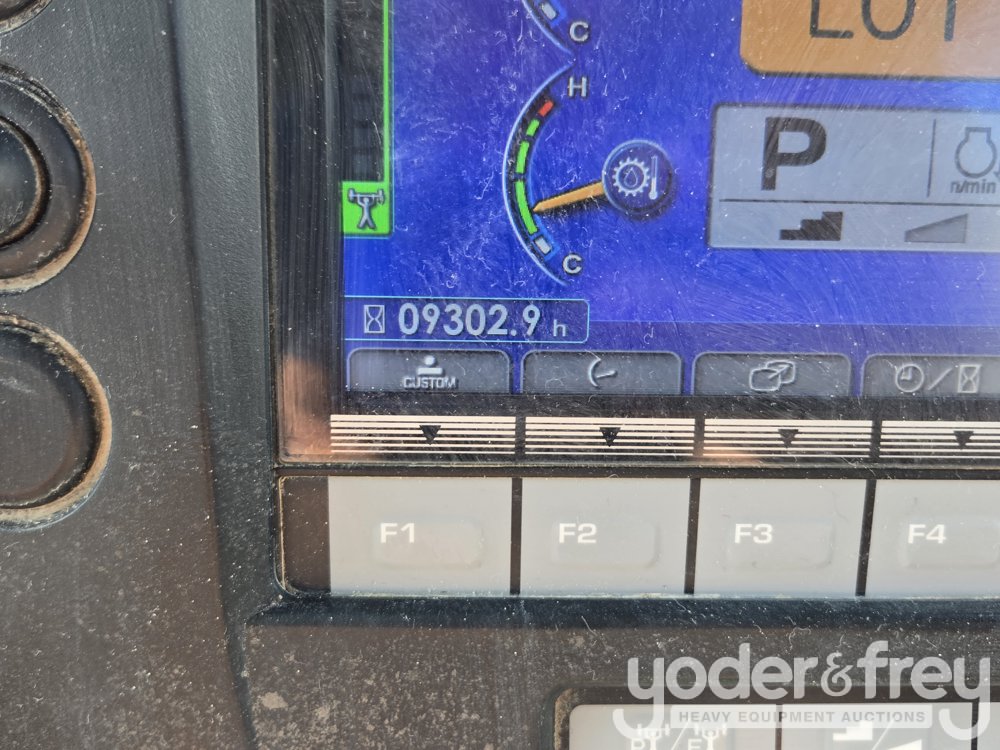 C
H
P
n/min
C
09302.9 h
CUSTOM
F1
F2
F3
F4
yoder&frey
HEAVY EQUIPMENT AUCTIONS